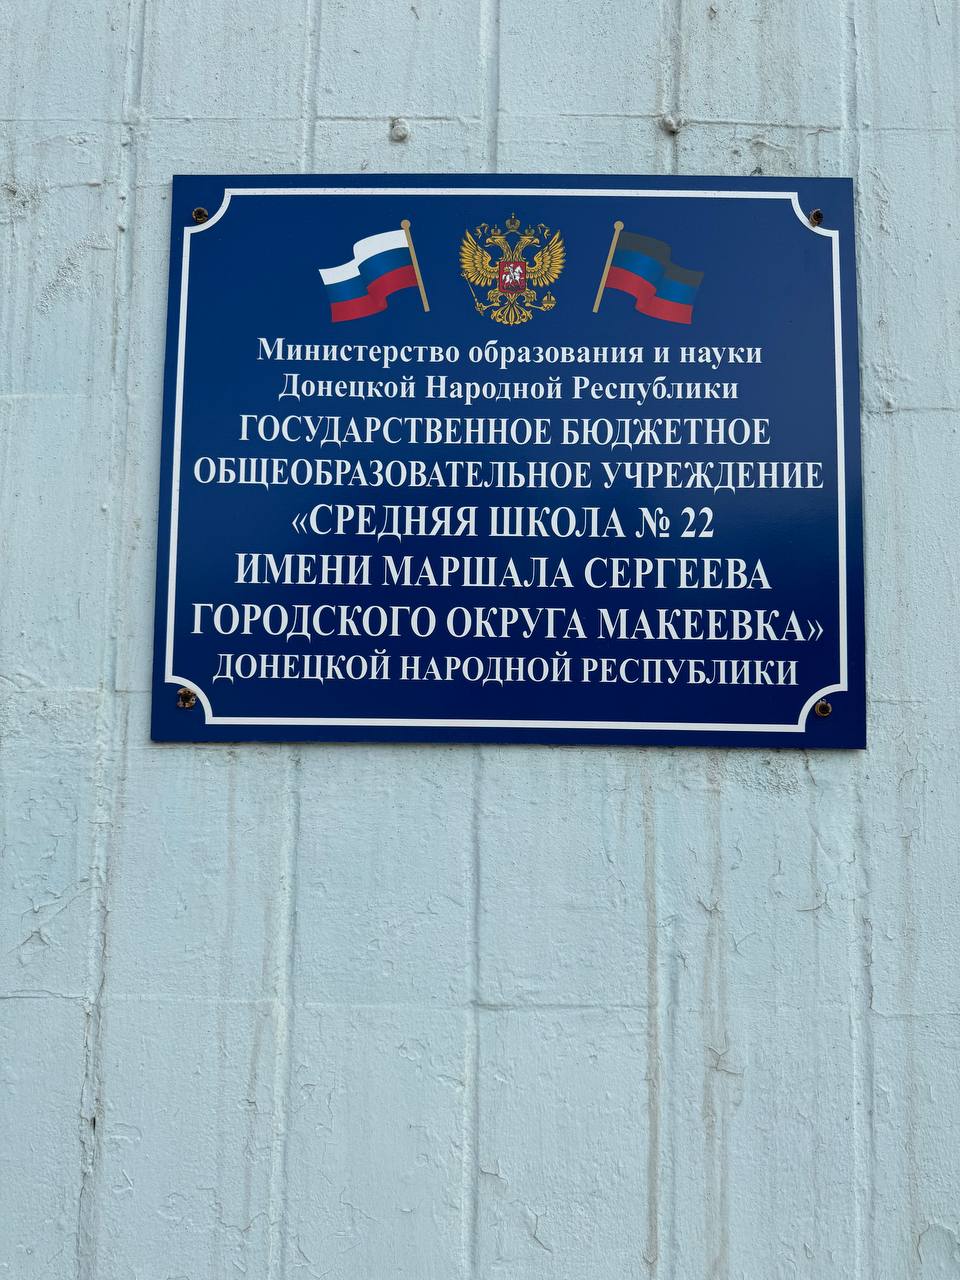 Министерство образования и науки
Донецкой Народной Республики
ГОСУДАРСТВЕННОЕ БЮДЖЕТНОЕ
ОБЩЕОБРАЗОВАТЕЛЬНОЕ УЧРЕЖДЕНИЕ
«СРЕДНЯЯ ШКОЛА № 22
ИМЕНИ МАРШАЛА СЕРГЕЕВА
ГОРОДСКОГО ОКРУГА МАКЕЕВКА»
ДОНЕЦКОЙ НАРОДНОЙ РЕСПУБЛИКИ